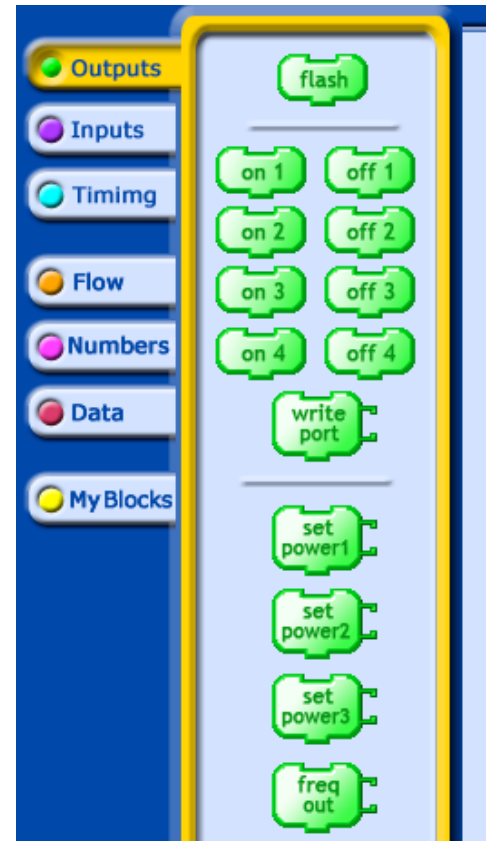 Outputs
Inputs
Timimg
Flow
Numbers
Data
My Blocks
flash
on 1 off 1
on 2 off 2
on 3 off 3
on 4 off 4
write
port
set
power1
set
power2
set
power3
freq
out